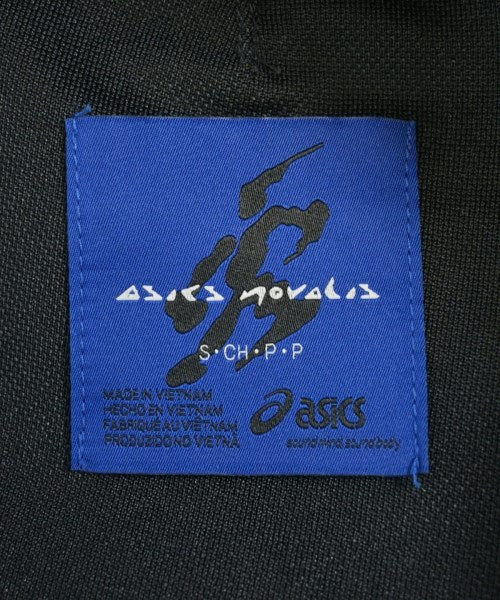 asics novalis
S・CH・P・P
MADE IN VIETNAM
HECHO EN VIETNAM
FABRIQUÉ AU VIETNAM
PRODUZIDO NO VIETNÃ
asics
sound mind, sound body